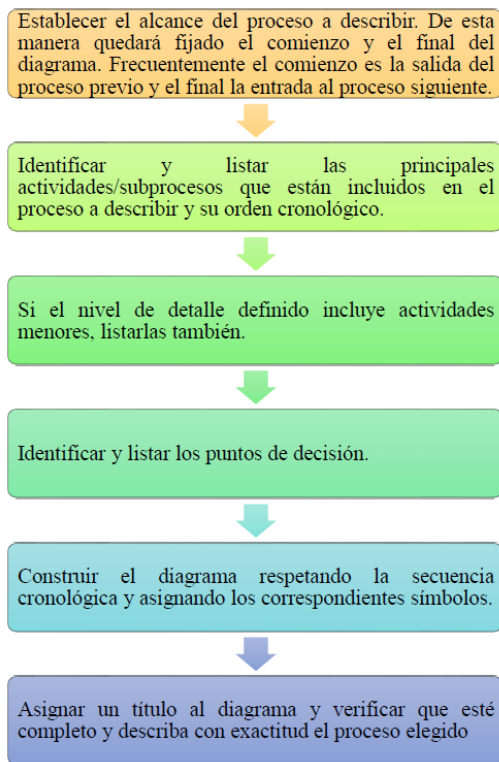 Establecer el alcance del proceso a describir. De esta
manera quedará fijado el comienzo y el final del
diagrama. Frecuentemente el comienzo es la salida del
proceso previo y el final la entrada al proceso siguiente.
Identificar y listar las principales
actividades/subprocesos que están incluidos en el
proceso a describir y su orden cronológico.
Si el nivel de detalle definido incluye actividades
menores, listarlas también.
Identificar y listar los puntos de decisión.
Construir el diagrama respetando la secuencia
cronológica y asignando los correspondientes símbolos.
Asignar un título al diagrama y verificar que esté
completo y describa con exactitud el proceso elegido